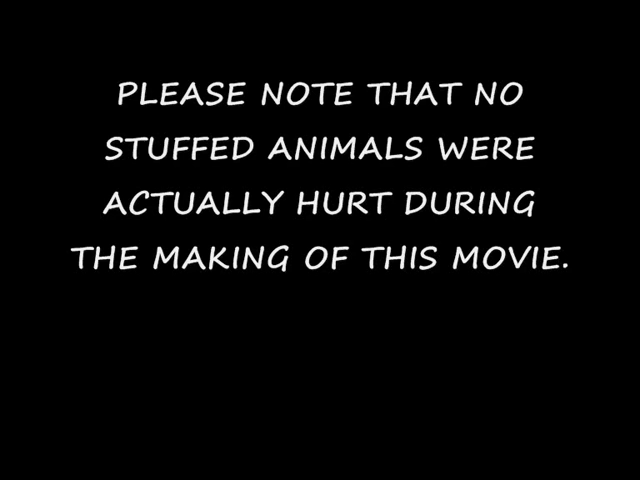 PLEASE NOTE THAT NO
STUFFED ANIMALS WERE
ACTUALLY HURT DURING
THE MAKING OF THIS MOVIE.